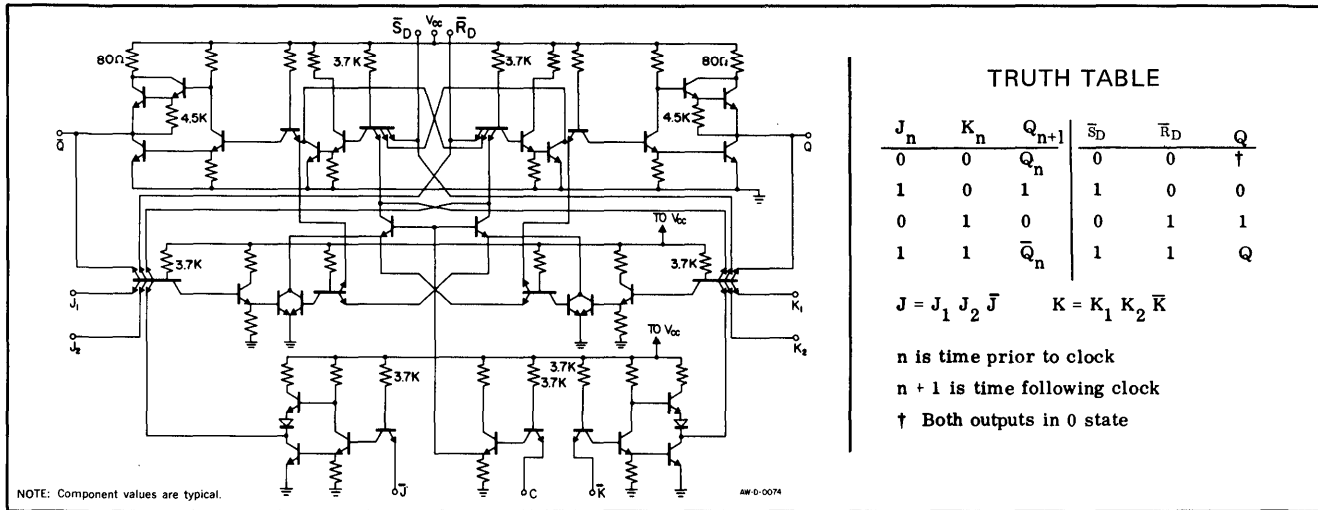 S̅D VCC R̅D
80Ω 3.7 K 3.7K 80Ω
4.5K 4.5K
Q̅ Q
TO VCC
3.7K 3.7K
J1 K1
J2 K2
TO VCC
3.7K 3.7K 3.7K
J̅ C K̅
NOTE: Component values are typical.
AW-D-0074
TRUTH TABLE
Jn Kn Qn+1 S̅D R̅D Q
0 0 Qn 0 0 †
1 0 1 1 0 0
0 1 0 0 1 1
1 1 Q̅n 1 1 Q
J = J1 J2 J̅ K = K1 K2 K̅
n is time prior to clock
n + 1 is time following clock
† Both outputs in 0 state